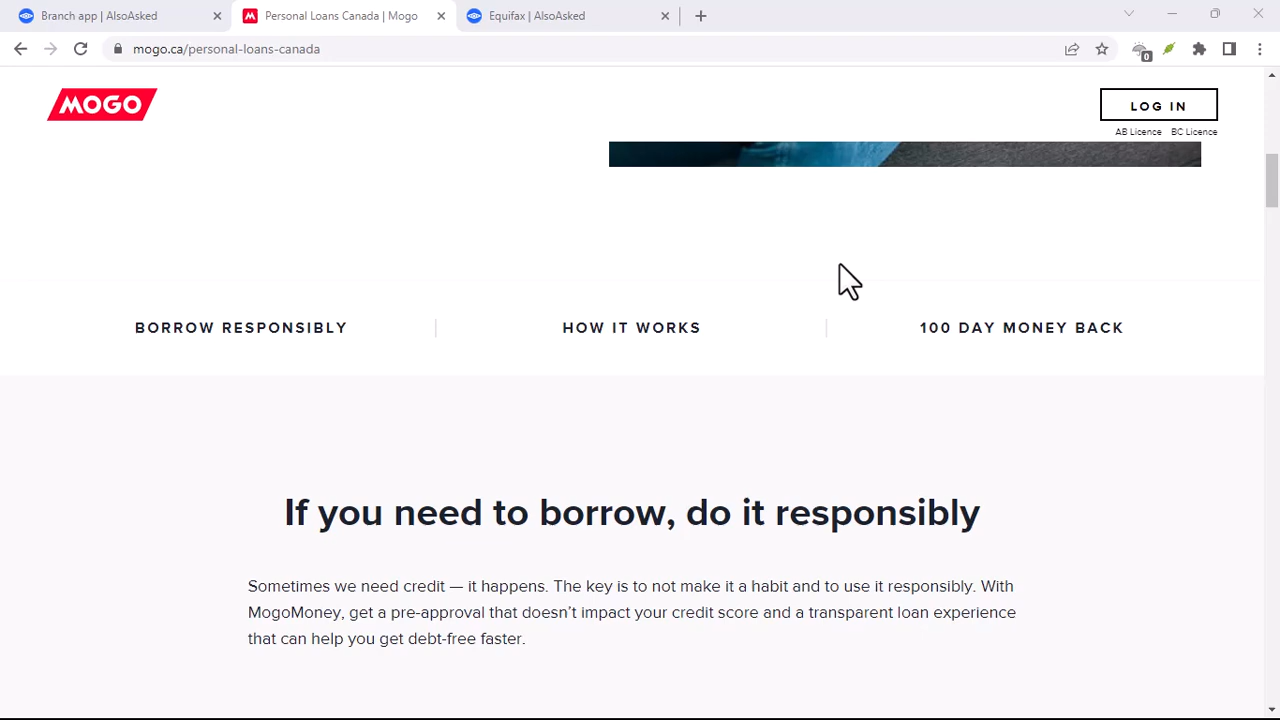 Branch app | AlsoAsked
Personal Loans Canada | Mogo
Equifax | AlsoAsked
mogo.ca/personal-loans-canada
0
MOGO
LOG IN
AB Licence BC Licence
BORROW RESPONSIBLY
HOW IT WORKS
100 DAY MONEY BACK
If you need to borrow, do it responsibly
Sometimes we need credit — it happens. The key is to not make it a habit and to use it responsibly. With
MogoMoney, get a pre-approval that doesn’t impact your credit score and a transparent loan experience
that can help you get debt-free faster.